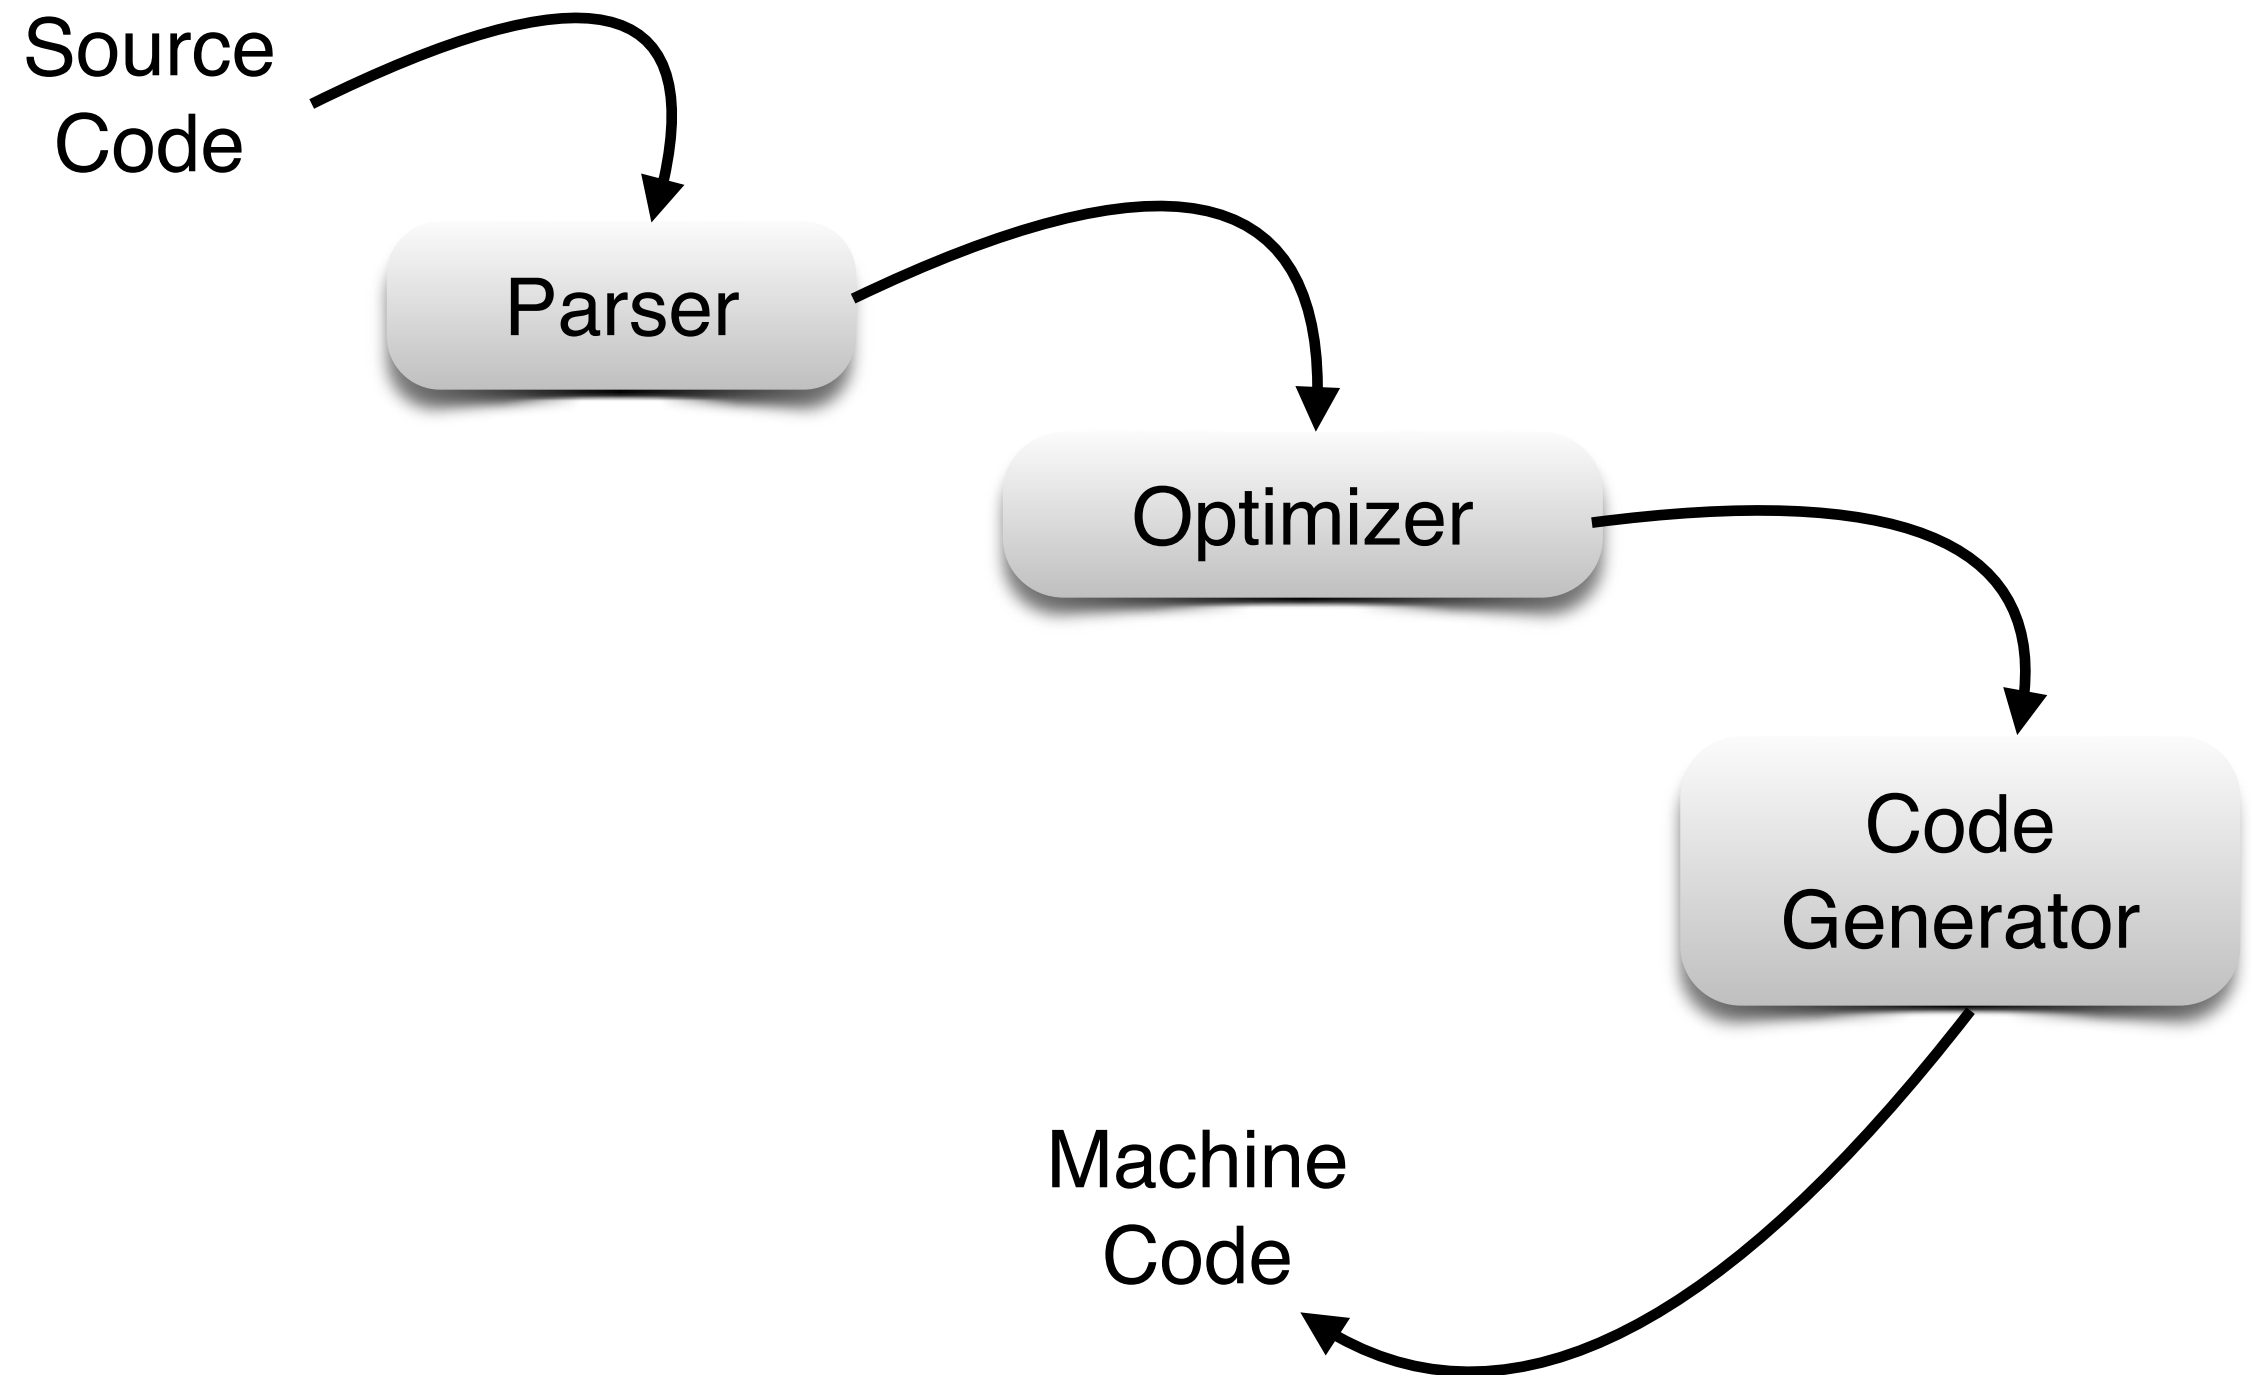 Source
Code
Parser
Optimizer
Code
Generator
Machine
Code